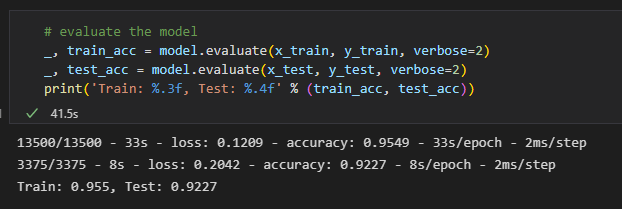 # evaluate the model
_, train_acc = model.evaluate(x_train, y_train, verbose=2)
_, test_acc = model.evaluate(x_test, y_test, verbose=2)
print('Train: %.3f, Test: %.4f' % (train_acc, test_acc))
41.5s
13500/13500 - 33s - loss: 0.1209 - accuracy: 0.9549 - 33s/epoch - 2ms/step
3375/3375 - 8s - loss: 0.2042 - accuracy: 0.9227 - 8s/epoch - 2ms/step
Train: 0.955, Test: 0.9227